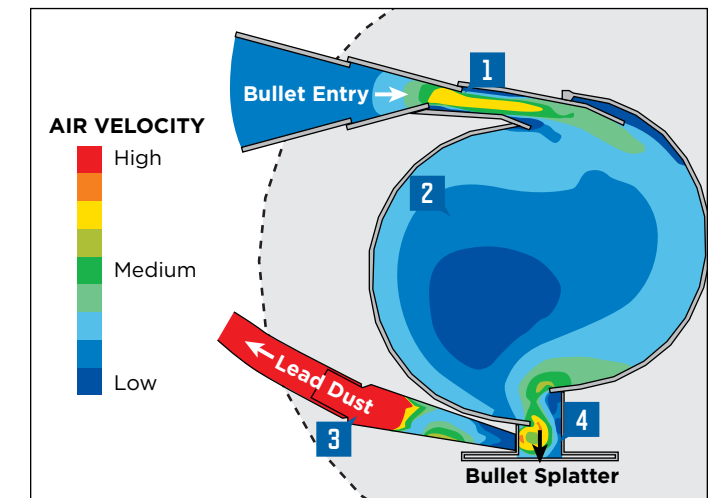 1
Bullet Entry
AIR VELOCITY
High
2
Medium
Lead Dust
Low
3
4
Bullet Splatter